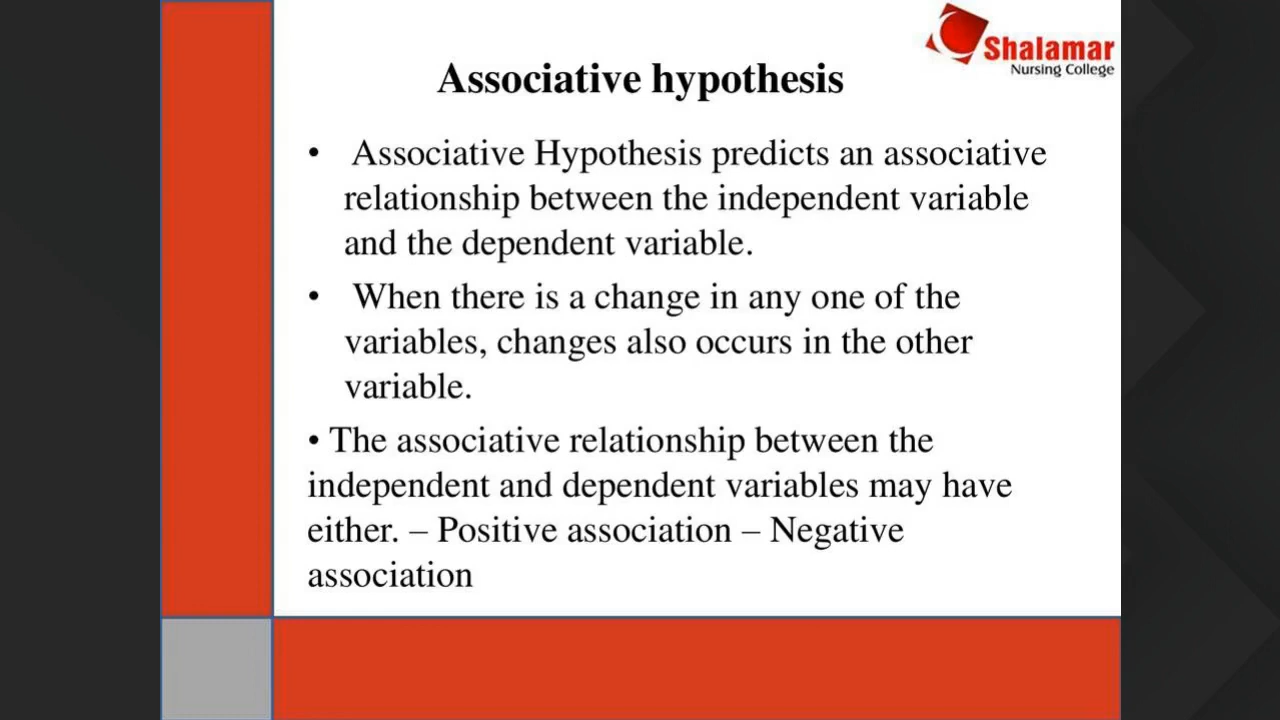 Shalamar
Nursing College
Associative hypothesis
• Associative Hypothesis predicts an associative
relationship between the independent variable
and the dependent variable.
• When there is a change in any one of the
variables, changes also occurs in the other
variable.
• The associative relationship between the
independent and dependent variables may have
either. – Positive association – Negative
association